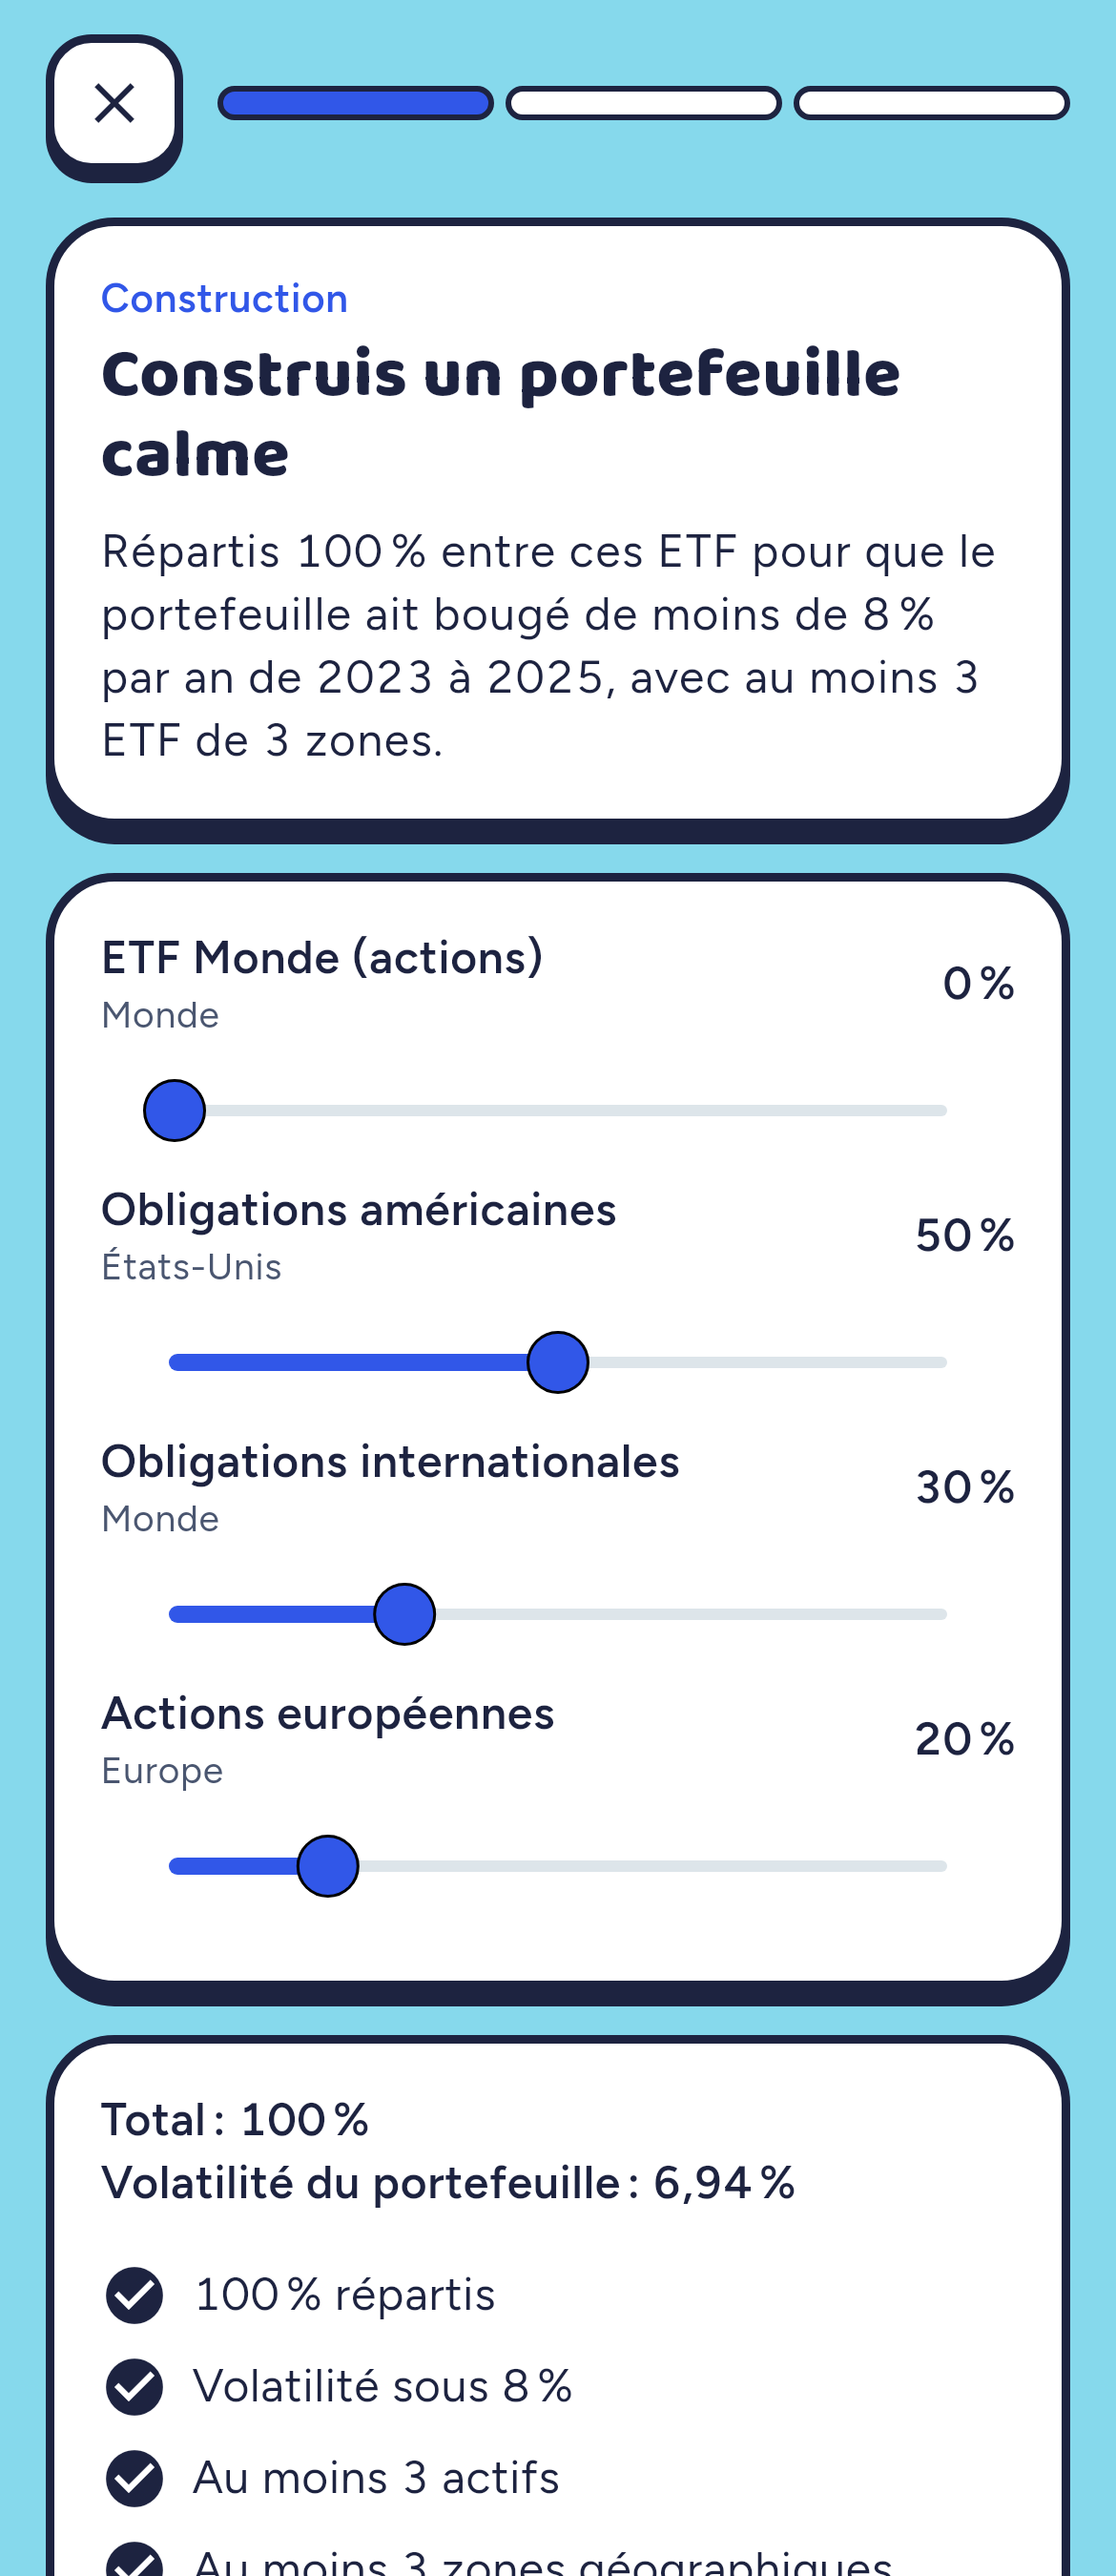 Construction
Construis un portefeuille
calme
Répartis 100 % entre ces ETF pour que le
portefeuille ait bougé de moins de 8 %
par an de 2023 à 2025, avec au moins 3
ETF de 3 zones.
ETF Monde (actions)
Monde
0 %
Obligations américaines
États-Unis
50 %
Obligations internationales
Monde
30 %
Actions européennes
Europe
20 %
Total : 100 %
Volatilité du portefeuille : 6,94 %
100 % répartis
Volatilité sous 8 %
Au moins 3 actifs
Au moins 3 zones géographiques